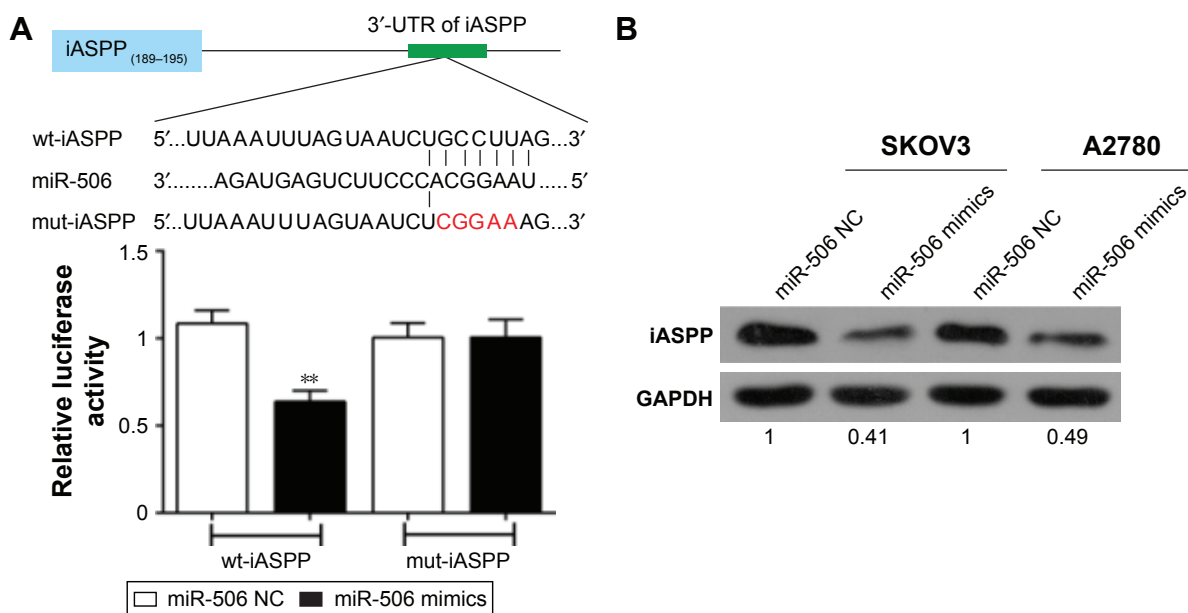 A
3′-UTR of iASPP
iASPP (189–195)
wt-iASPP 5′...UUAAAUUUAGUAAUCUGCCUUAG...3′
miR-506 3′........AGAUGAGUCUUCCCACGGAAU..... 5′
mut-iASPP 5′...UUAAAUUUAGUAAUCUCGGAAAG...3′
Relative luciferase
activity
1.5
1
0.5
0
**
wt-iASPP mut-iASPP
miR-506 NC miR-506 mimics
B
SKOV3 A2780
miR-506 NC miR-506 mimics miR-506 NC miR-506 mimics
iASPP
GAPDH
1 0.41 1 0.49